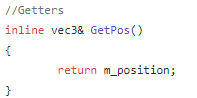 //Getters
inline vec3& GetPos()
{
        return m_position;
}